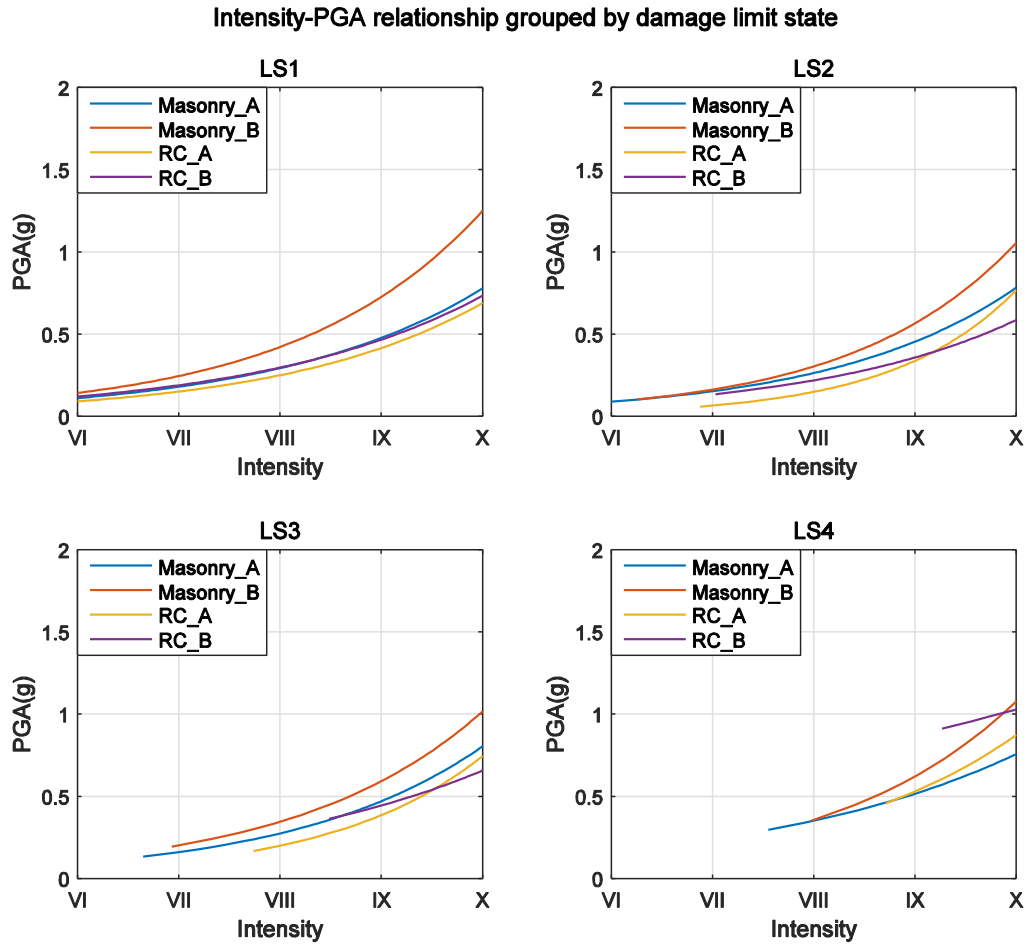 Intensity-PGA relationship grouped by damage limit state
LS1
2
1.5
1
0.5
0
PGA(g)
Masonry_A
Masonry_B
RC_A
RC_B
VI VII VIII IX X
Intensity
LS2
2
1.5
1
0.5
0
PGA(g)
Masonry_A
Masonry_B
RC_A
RC_B
VI VII VIII IX X
Intensity
LS3
2
1.5
1
0.5
0
PGA(g)
Masonry_A
Masonry_B
RC_A
RC_B
VI VII VIII IX X
Intensity
LS4
2
1.5
1
0.5
0
PGA(g)
Masonry_A
Masonry_B
RC_A
RC_B
VI VII VIII IX X
Intensity